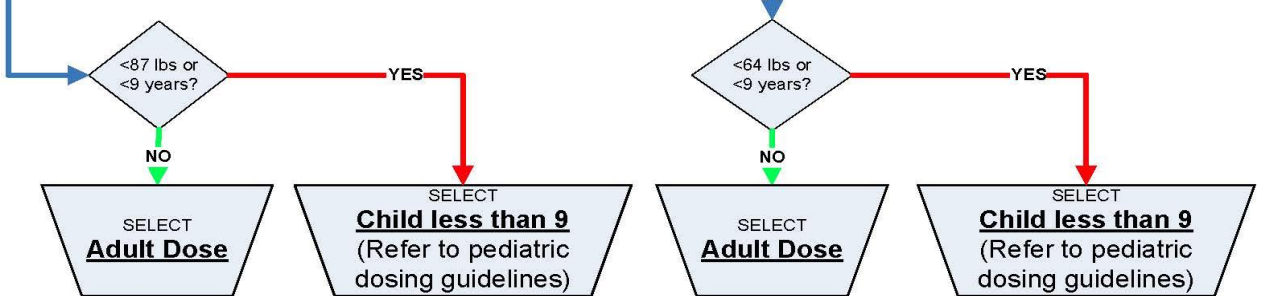 <87 lbs or
<9 years?
YES
NO
SELECT
Adult Dose
SELECT
Child less than 9
(Refer to pediatric
dosing guidelines)
<64 lbs or
<9 years?
YES
NO
SELECT
Adult Dose
SELECT
Child less than 9
(Refer to pediatric
dosing guidelines)